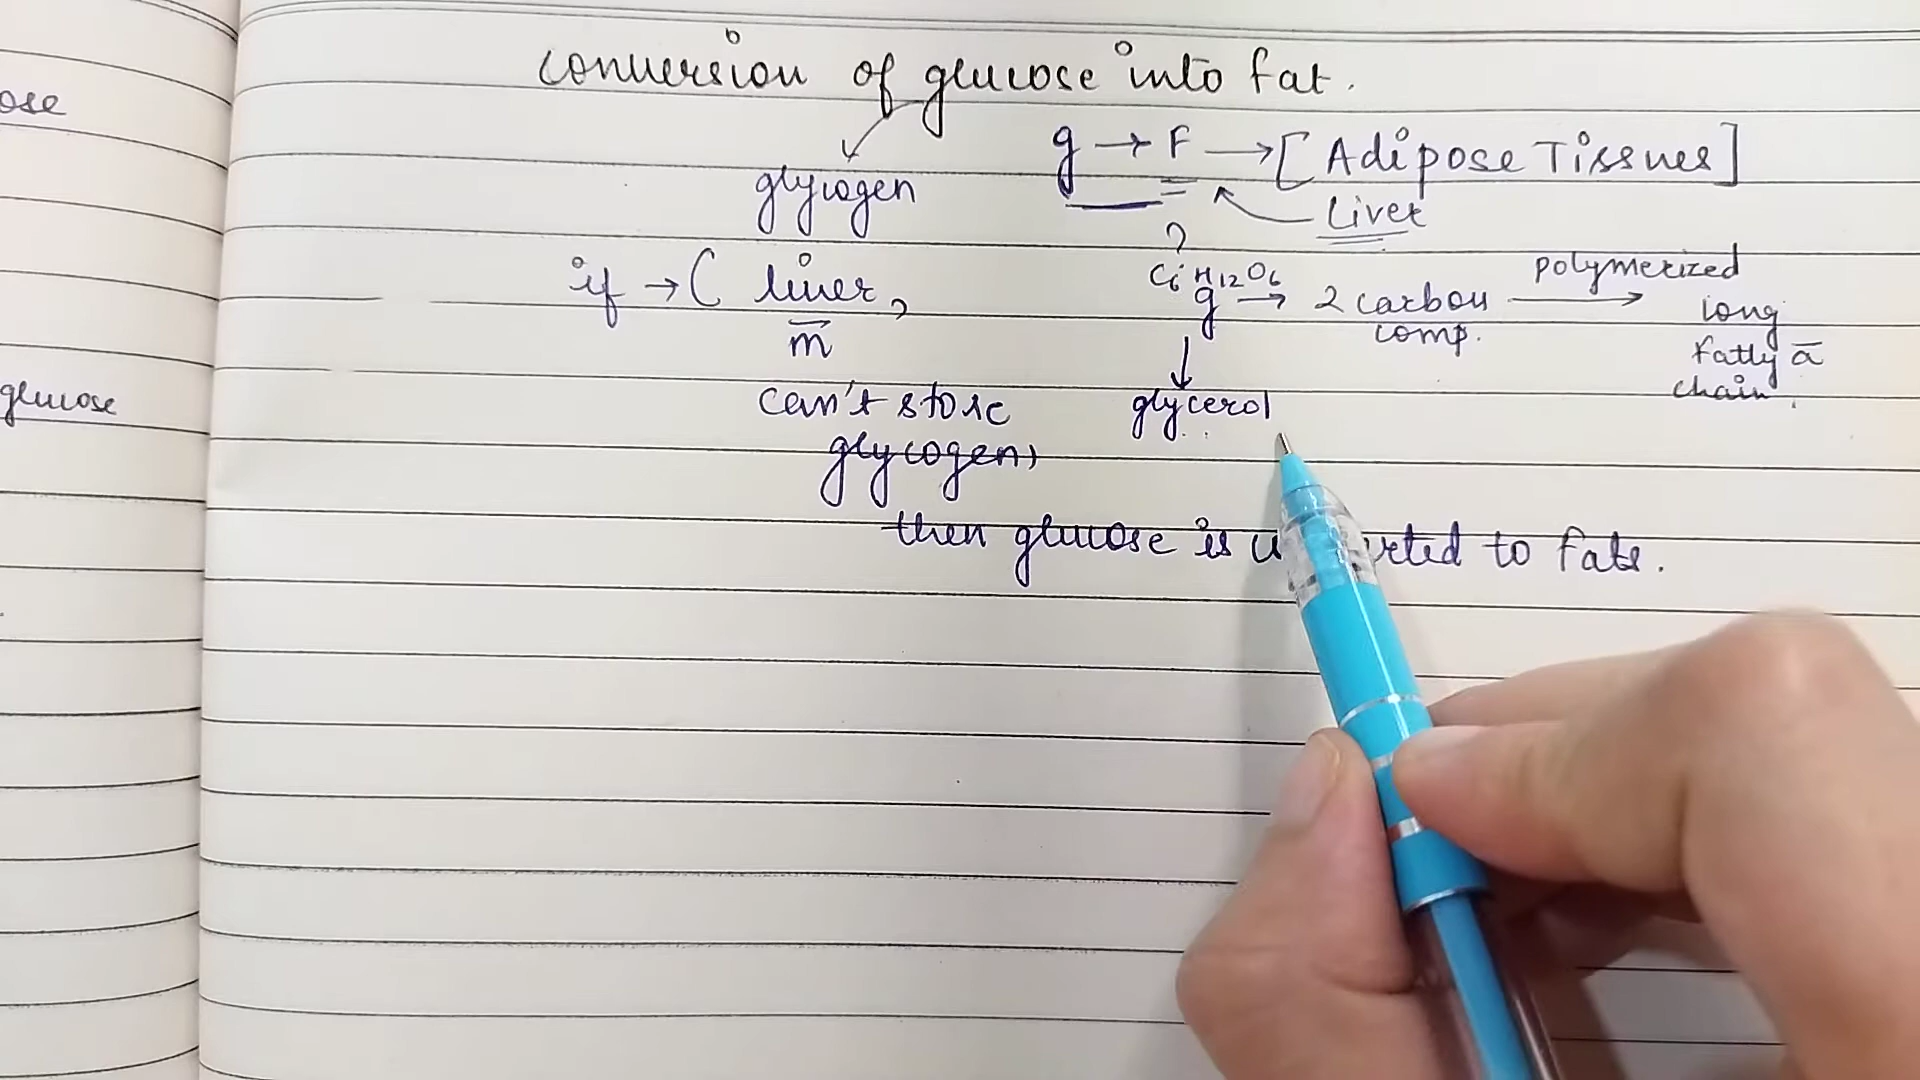 conversion of glucose into fat.
ose
g → F → [Adipose Tissues]
glycogen
Liver
?
if → ( liver,
C6H12O6
g → 2 carbon comp.
polymerized
long
fatty a̅
chain.
m̅
glucose
can't store
glycogen)
glycerol
then glucose is rted to fats.